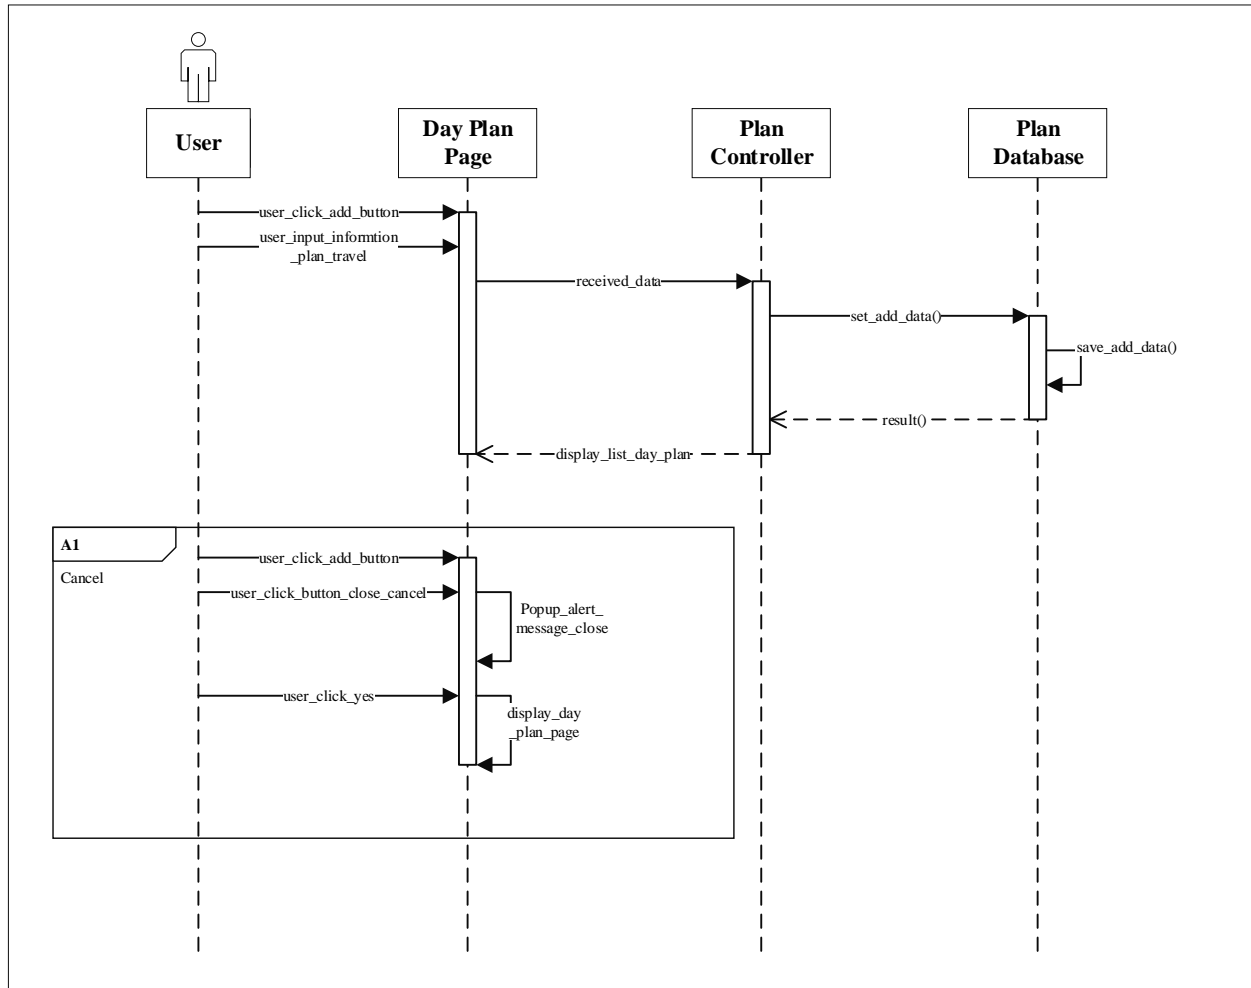 User
Day Plan
Page
Plan
Controller
Plan
Database
user_click_add_button
user_input_informtion
_plan_travel
received_data
set_add_data()
save_add_data()
result()
display_list_day_plan
A1
Cancel
user_click_add_button
user_click_button_close_cancel
Popup_alert_
message_close
user_click_yes
display_day
_plan_page